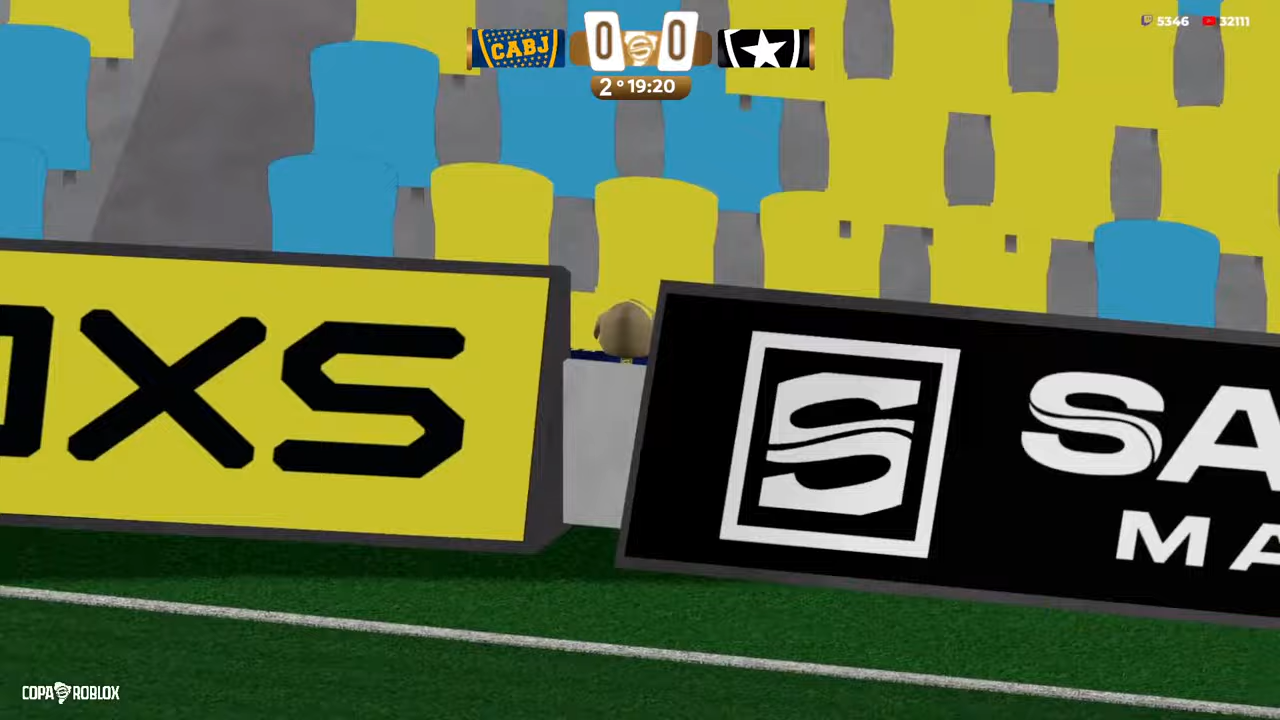 CABJ 0 0
2° 19:20
5346 32111
XS
SA
MA
COPA ROBLOX